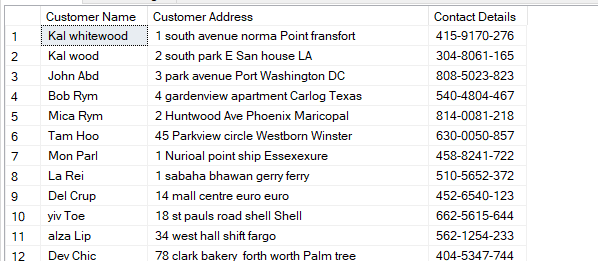 Customer Name Customer Address Contact Details
1 Kal whitewood 1 south avenue norma Point fransfort 415-9170-276
2 Kal wood 2 south park E San house LA 304-8061-165
3 John Abd 3 park avenue Port Washington DC 808-5023-823
4 Bob Rym 4 gardenview apartment Carlog Texas 540-4804-467
5 Mica Rym 2 Huntwood Ave Phoenix Maricopal 814-0081-218
6 Tam Hoo 45 Parkview circle Westborn Winster 630-0050-857
7 Mon Parl 1 Nurioal point ship Essexexure 458-8241-722
8 La Rei 1 sabaha bhawan gerry ferry 510-5652-372
9 Del Crup 14 mall centre euro euro 452-6540-123
10 yiv Toe 18 st pauls road shell Shell 662-5615-644
11 alza Lip 34 west hall shift fargo 562-1254-233
12 Dev Chic 78 clark bakery forth worth Palm tree 404-5347-744